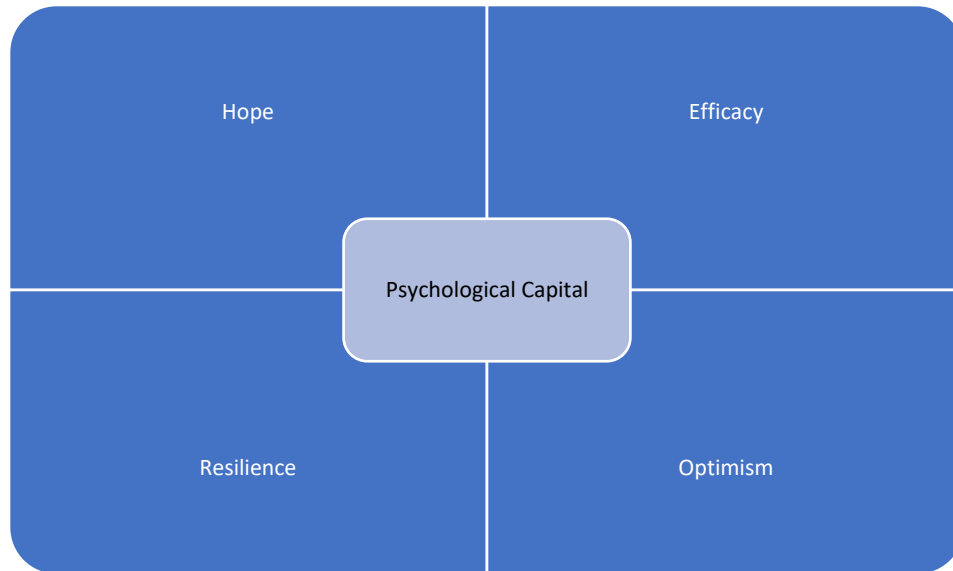 Hope
Efficacy
Psychological Capital
Resilience
Optimism